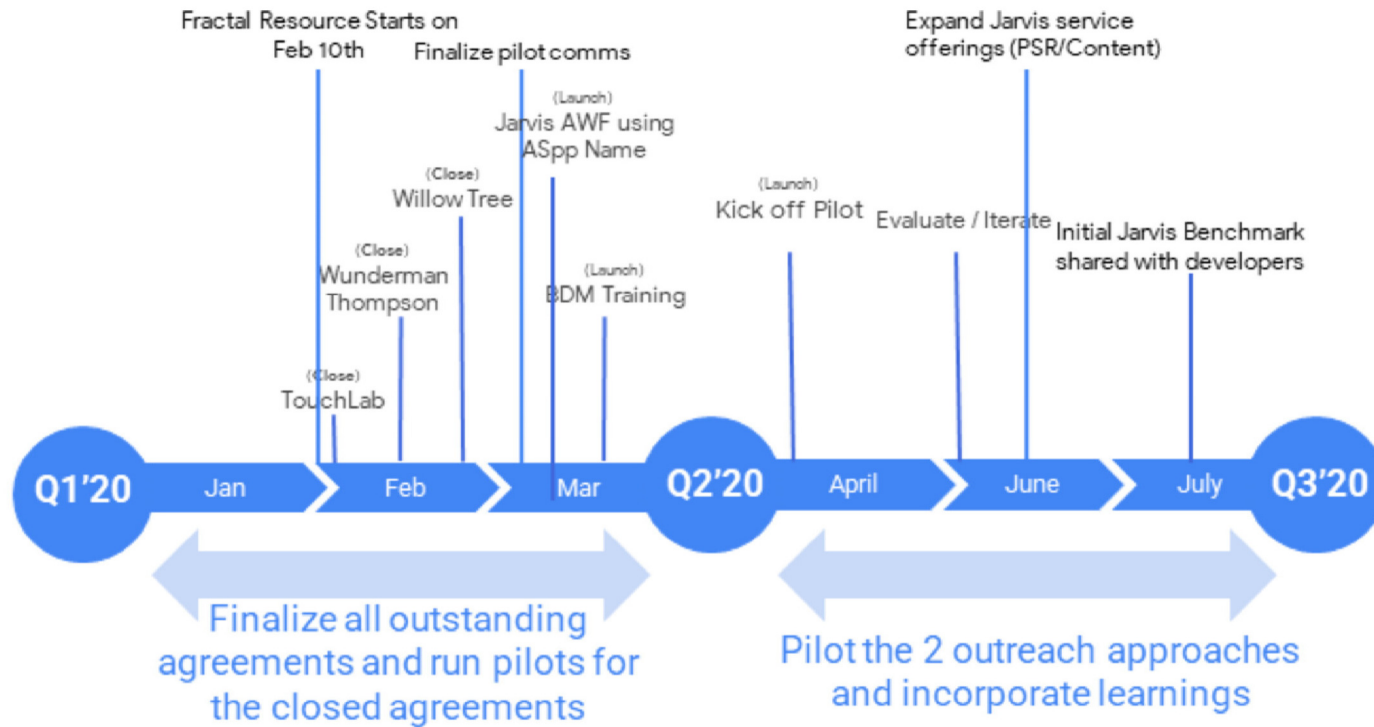 Fractal Resource Starts on
Feb 10th
Finalize pilot comms
Expand Jarvis service
offerings (PSR/Content)
(Launch)
Jarvis AWF using
ASpp Name
(Close)
Willow Tree
(Close)
Wunderman
Thompson
(Launch)
BDM Training
(Close)
TouchLab
(Launch)
Kick off Pilot
Evaluate / Iterate
Initial Jarvis Benchmark
shared with developers
Q1'20
Jan
Feb
Mar
Q2'20
April
June
July
Q3'20
Finalize all outstanding
agreements and run pilots for
the closed agreements
Pilot the 2 outreach approaches
and incorporate learnings